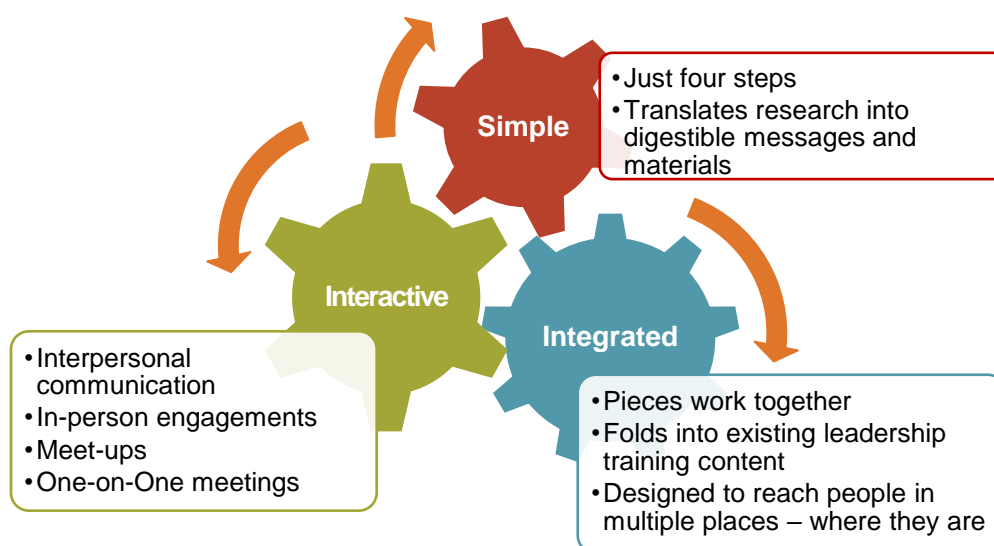 Simple
•Just four steps
•Translates research into
digestible messages and
materials
Interactive
•Interpersonal
communication
•In-person engagements
•Meet-ups
•One-on-One meetings
Integrated
•Pieces work together
•Folds into existing leadership
training content
•Designed to reach people in
multiple places – where they are